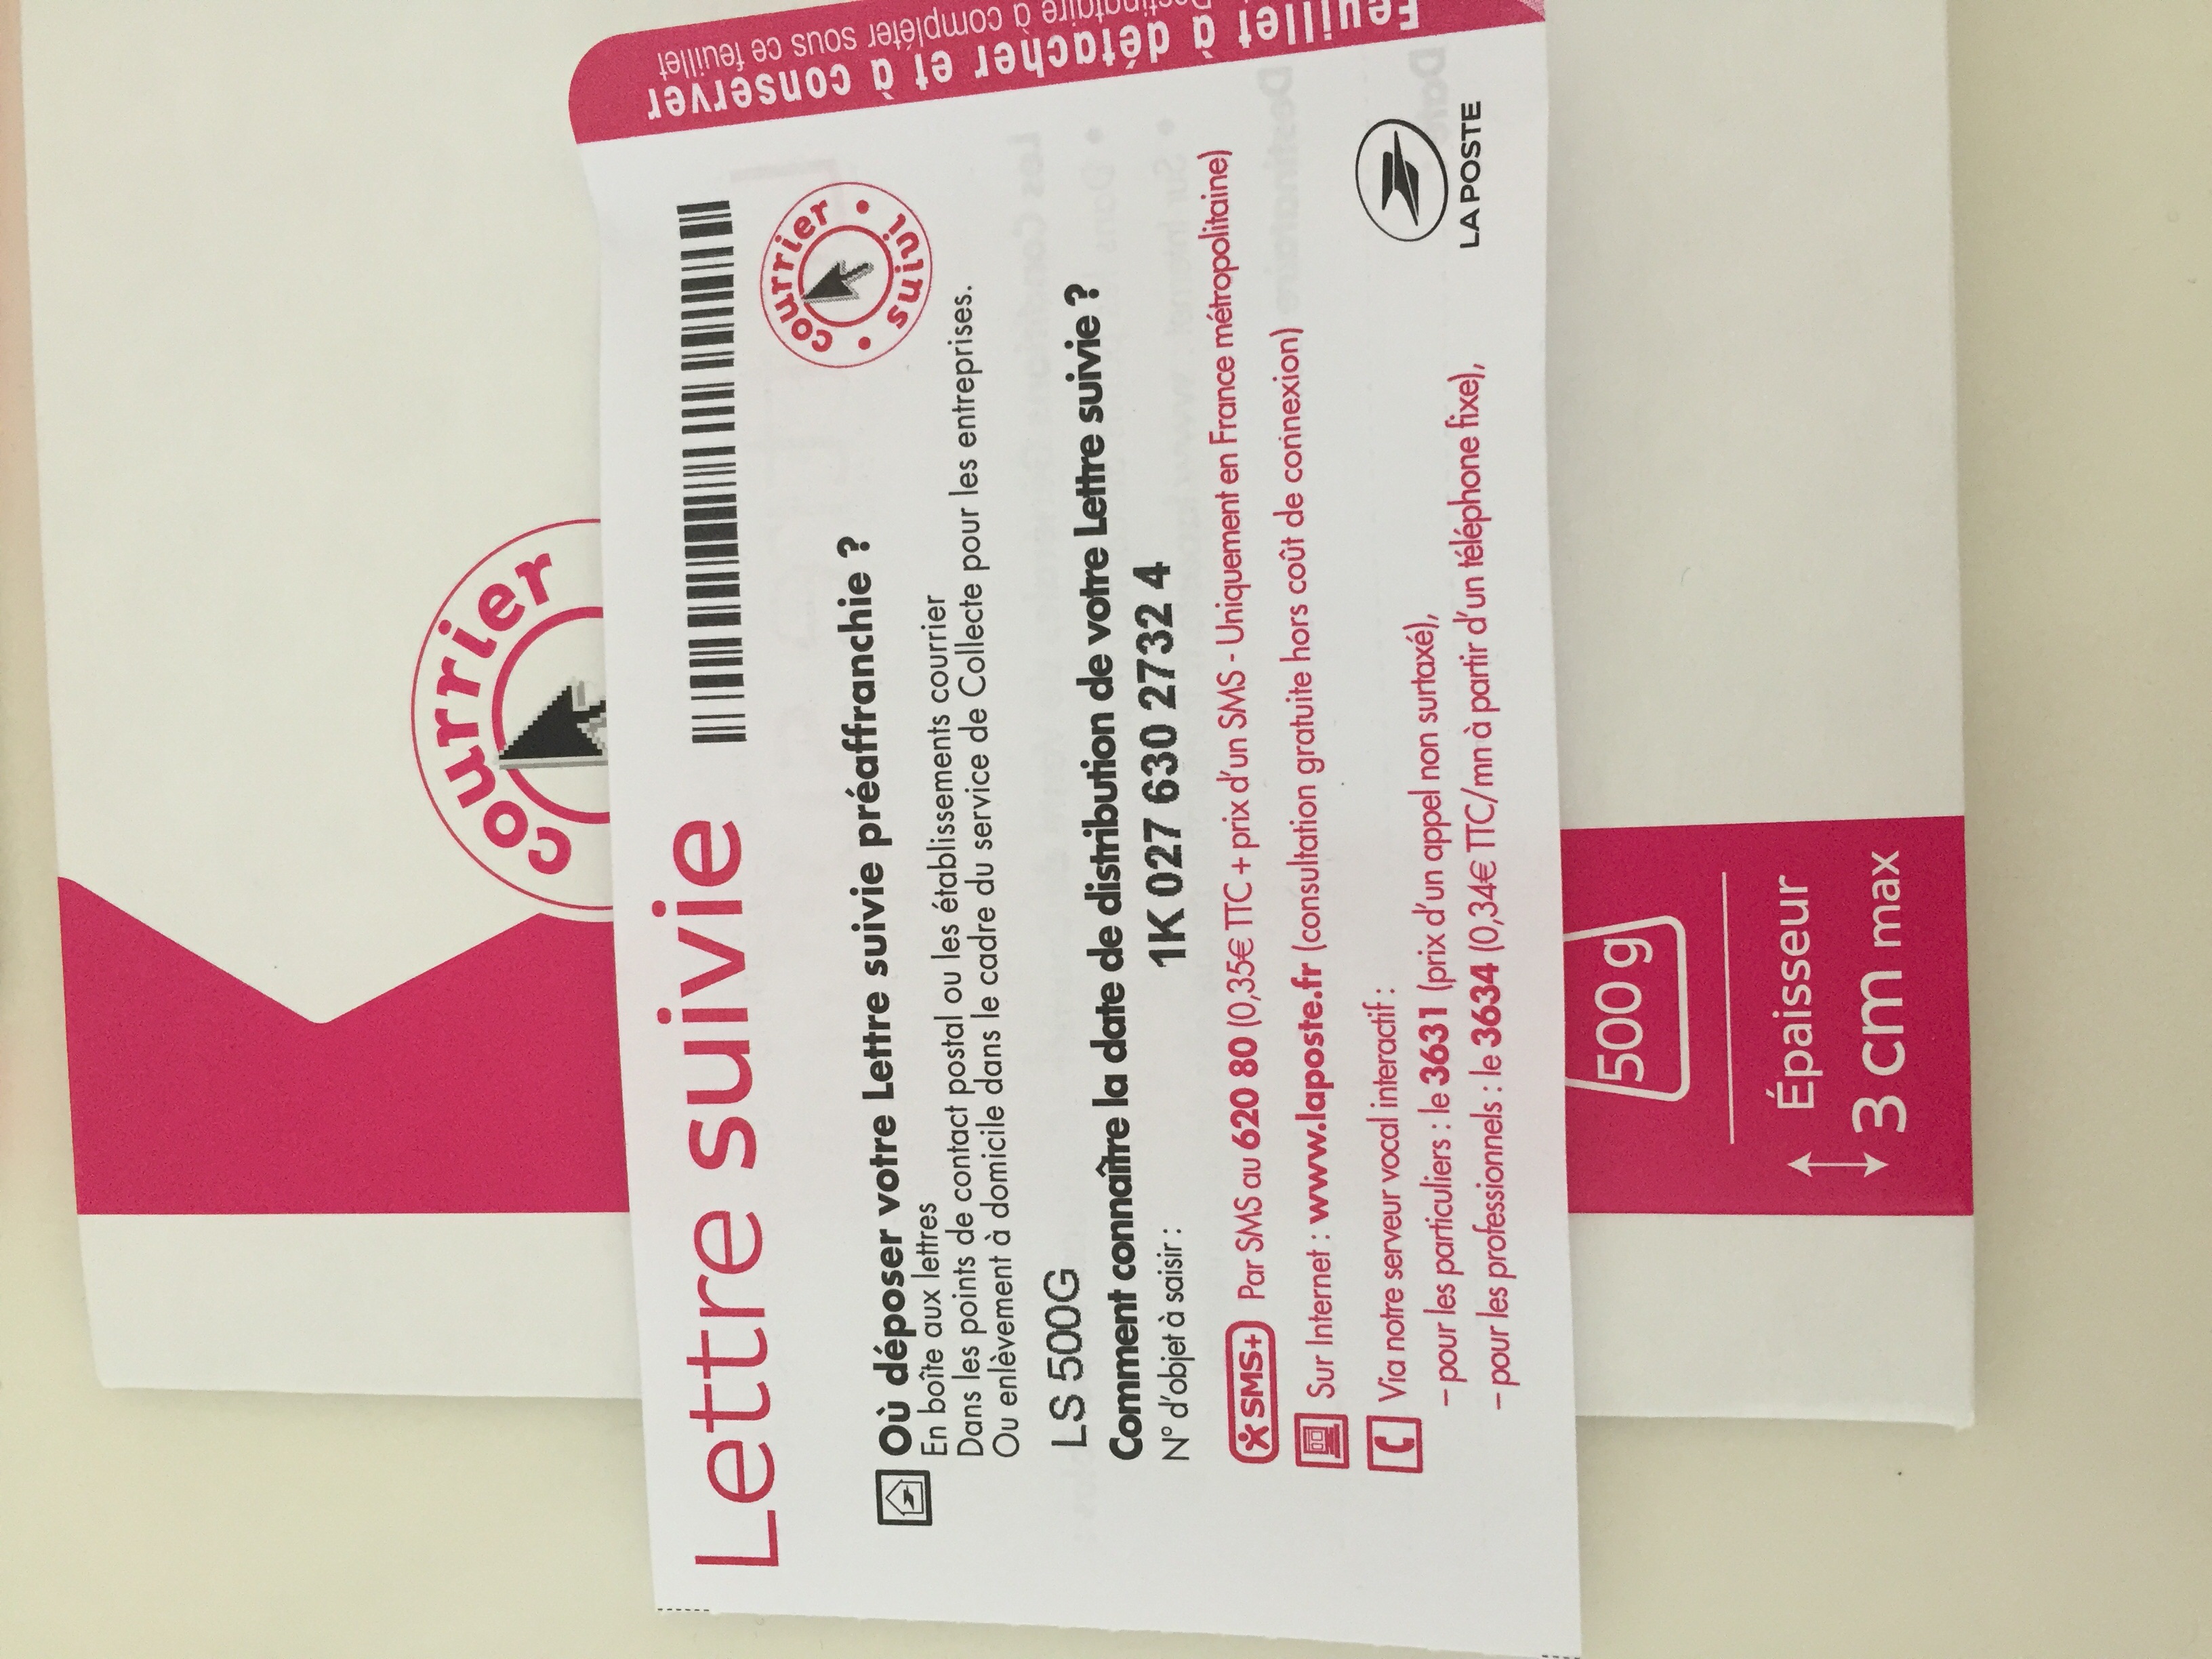 Feuillet à détacher et à conserver
Destinataire à compléter sous ce feuillet
Lettre suivie
courrier
• suivi •
Où déposer votre Lettre suivie préaffranchie ?
En boîte aux lettres
Dans les points de contact postal ou les établissements courrier
Ou enlèvement à domicile dans le cadre du service de Collecte pour les entreprises.
LS 500G
Comment connaître la date de distribution de votre Lettre suivie ?
N° d'objet à saisir :
1K 027 630 2732 4
SMS+ Par SMS au 620 80 (0,35€ TTC + prix d'un SMS - Uniquement en France métropolitaine)
Sur Internet : www.laposte.fr (consultation gratuite hors coût de connexion)
Via notre serveur vocal interactif :
– pour les particuliers : le 3631 (prix d'un appel non surtaxé),
– pour les professionnels : le 3634 (0,34€ TTC/mn à partir d'un téléphone fixe),
LA POSTE
courrier
500 g
Épaisseur
3 cm max